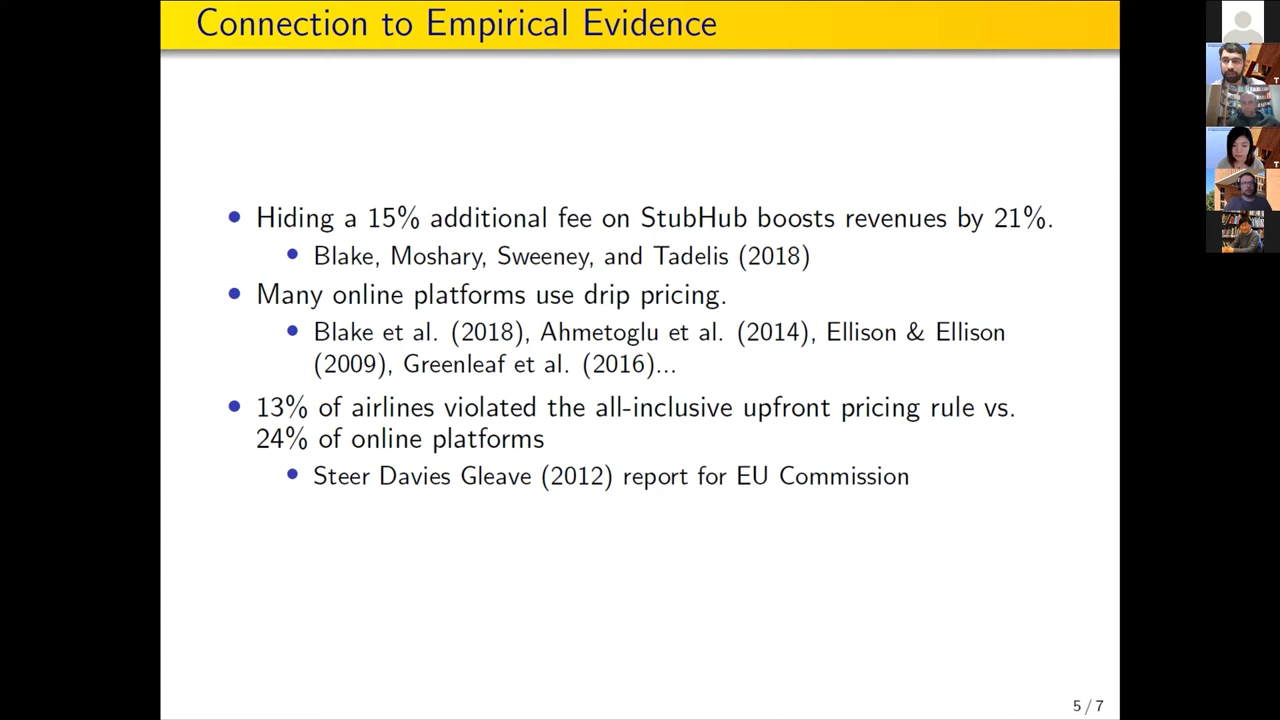 Connection to Empirical Evidence
• Hiding a 15% additional fee on StubHub boosts revenues by 21%.
• Blake, Moshary, Sweeney, and Tadelis (2018)
• Many online platforms use drip pricing.
• Blake et al. (2018), Ahmetoglu et al. (2014), Ellison & Ellison
(2009), Greenleaf et al. (2016)...
• 13% of airlines violated the all-inclusive upfront pricing rule vs.
24% of online platforms
• Steer Davies Gleave (2012) report for EU Commission
5 / 7